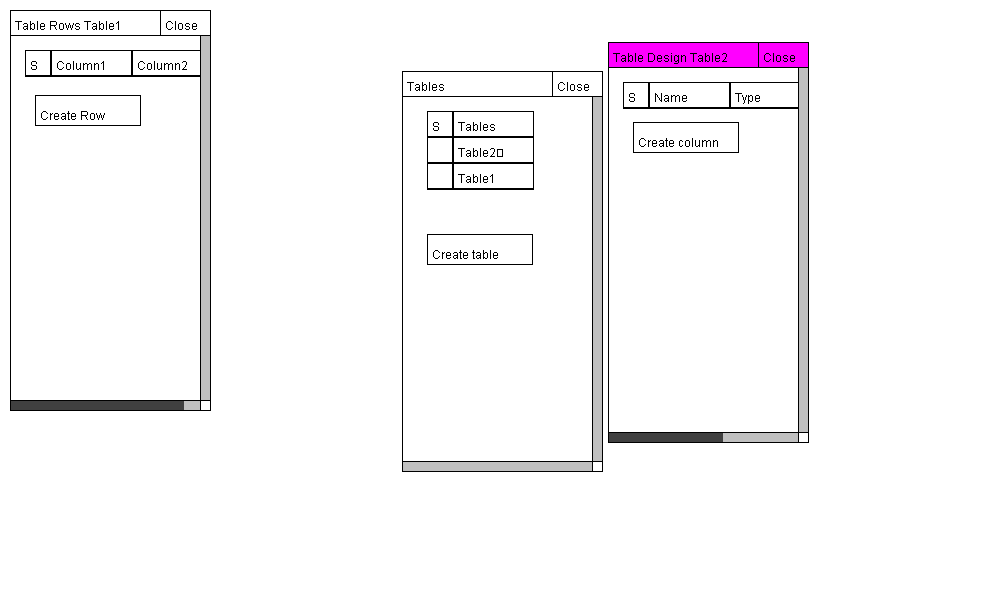 Table Rows Table1 Close
S Column1 Column2
Create Row
Tables Close
S Tables
Table2▯
Table1
Create table
Table Design Table2 Close
S Name Type
Create column